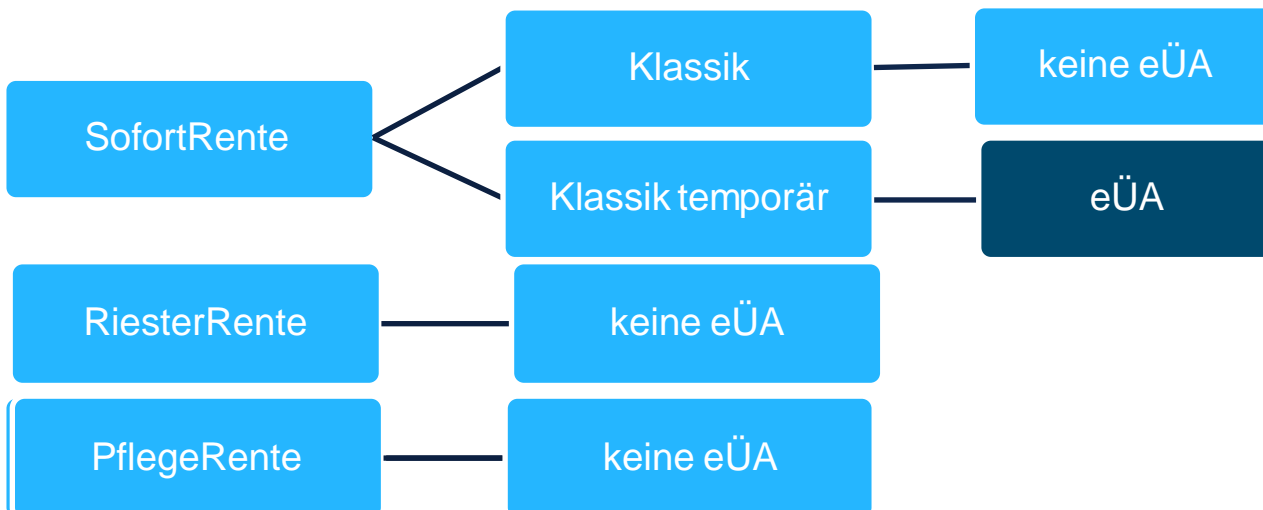 SofortRente
Klassik
keine eÜA
Klassik temporär
eÜA
RiesterRente
keine eÜA
PflegeRente
keine eÜA